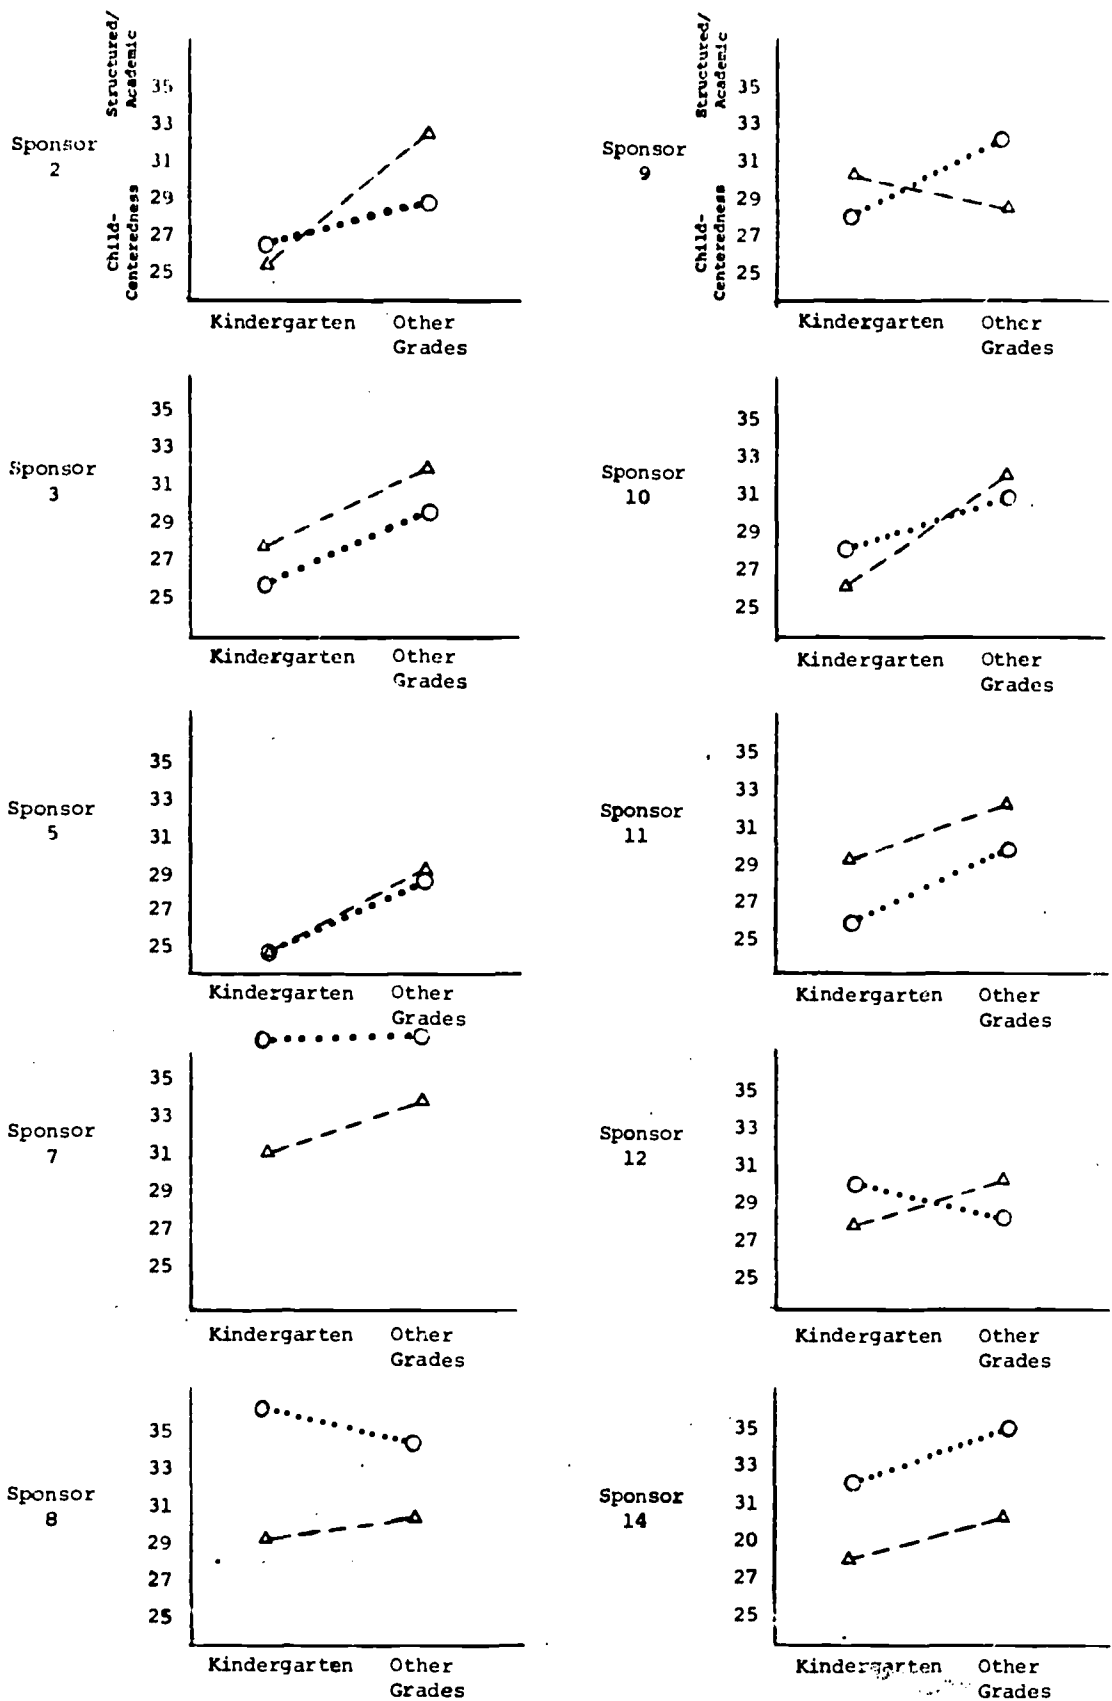 Structured/
Academic
Child-
Centeredness
Sponsor
2
35
33
31
29
27
25
Kindergarten Other
Grades
Structured/
Academic
Child-
Centeredness
Sponsor
9
35
33
31
29
27
25
Kindergarten Other
Grades
Sponsor
3
35
33
31
29
27
25
Kindergarten Other
Grades
Sponsor
10
35
33
31
29
27
25
Kindergarten Other
Grades
Sponsor
5
35
33
31
29
27
25
Kindergarten Other
Grades
Sponsor
11
35
33
31
29
27
25
Kindergarten Other
Grades
Sponsor
7
35
33
31
29
27
25
Kindergarten Other
Grades
Sponsor
12
35
33
31
29
27
25
Kindergarten Other
Grades
Sponsor
8
35
33
31
29
27
25
Kindergarten Other
Grades
Sponsor
14
35
33
31
20
27
25
Kindergarten Other
Grades